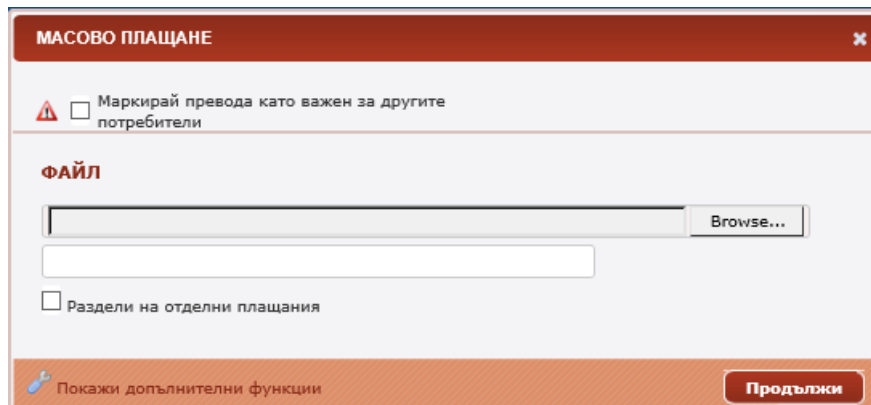 МАСОВО ПЛАЩАНЕ
Маркирай превода като важен за другите
потребители
ФАЙЛ
Browse...
Раздели на отделни плащания
Покажи допълнителни функции
Продължи